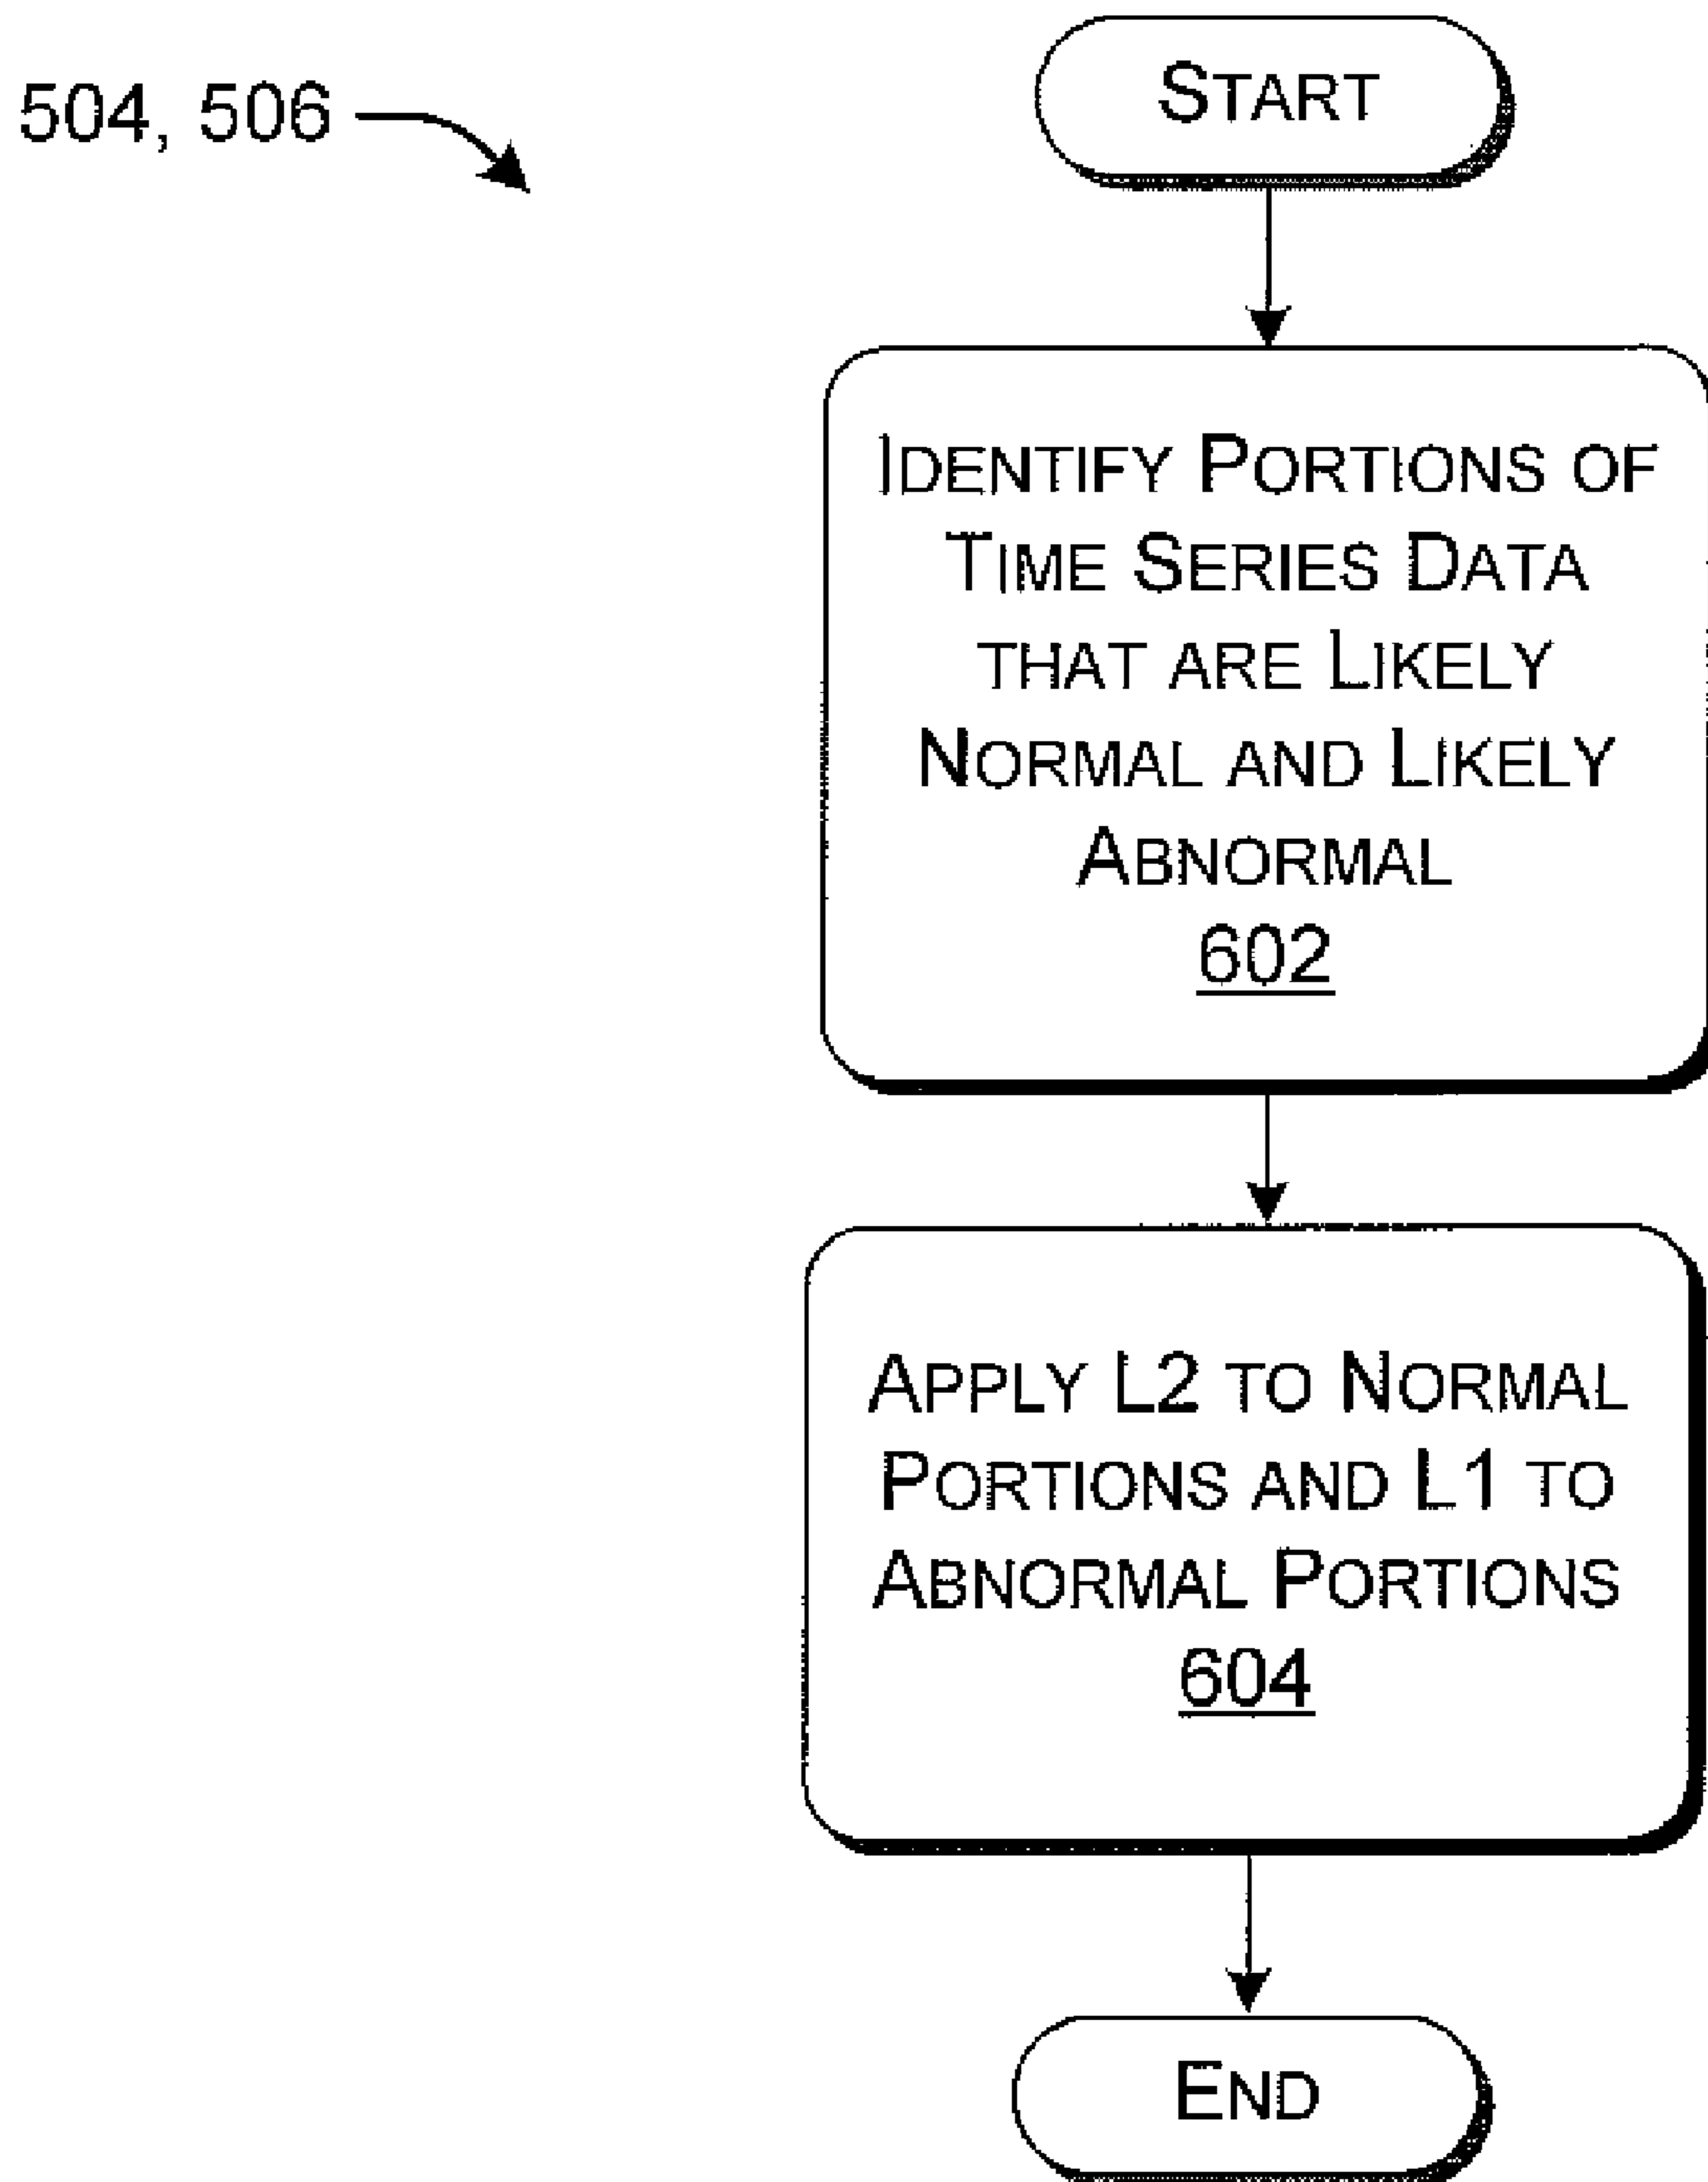 504, 506
START
IDENTIFY PORTIONS OF
TIME SERIES DATA
THAT ARE LIKELY
NORMAL AND LIKELY
ABNORMAL
602
APPLY L2 TO NORMAL
PORTIONS AND L1 TO
ABNORMAL PORTIONS
604
END